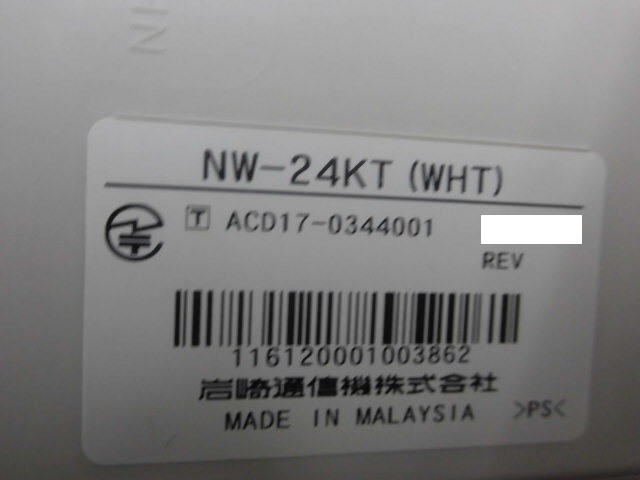 NW-24KT (WHT)
T ACD17-0344001
REV
116120001003862
岩崎通信機株式会社
MADE IN MALAYSIA >PS<